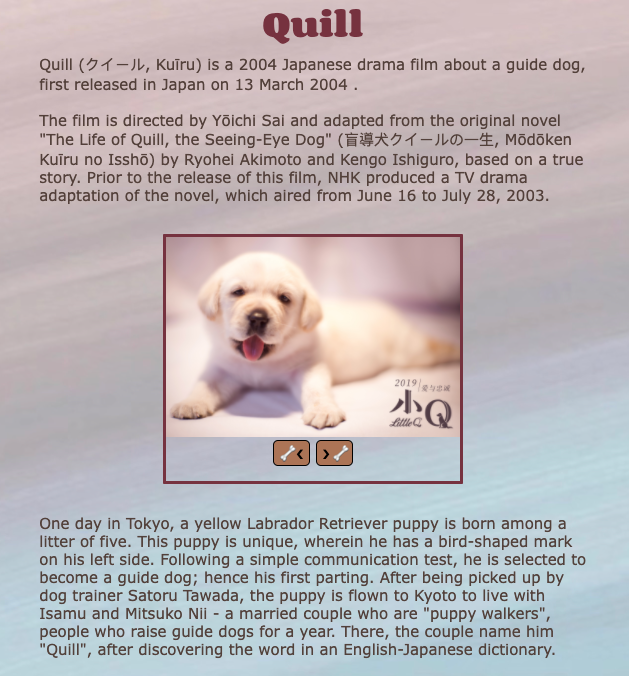 Quill
Quill (クイール, Kuīru) is a 2004 Japanese drama film about a guide dog,
first released in Japan on 13 March 2004 .
The film is directed by Yōichi Sai and adapted from the original novel
"The Life of Quill, the Seeing-Eye Dog" (盲導犬クイールの一生, Mōdōken
Kuīru no Isshō) by Ryohei Akimoto and Kengo Ishiguro, based on a true
story. Prior to the release of this film, NHK produced a TV drama
adaptation of the novel, which aired from June 16 to July 28, 2003.
2019 爱与忠诚
小Q
Little Q
One day in Tokyo, a yellow Labrador Retriever puppy is born among a
litter of five. This puppy is unique, wherein he has a bird-shaped mark
on his left side. Following a simple communication test, he is selected to
become a guide dog; hence his first parting. After being picked up by
dog trainer Satoru Tawada, the puppy is flown to Kyoto to live with
Isamu and Mitsuko Nii - a married couple who are "puppy walkers",
people who raise guide dogs for a year. There, the couple name him
"Quill", after discovering the word in an English-Japanese dictionary.